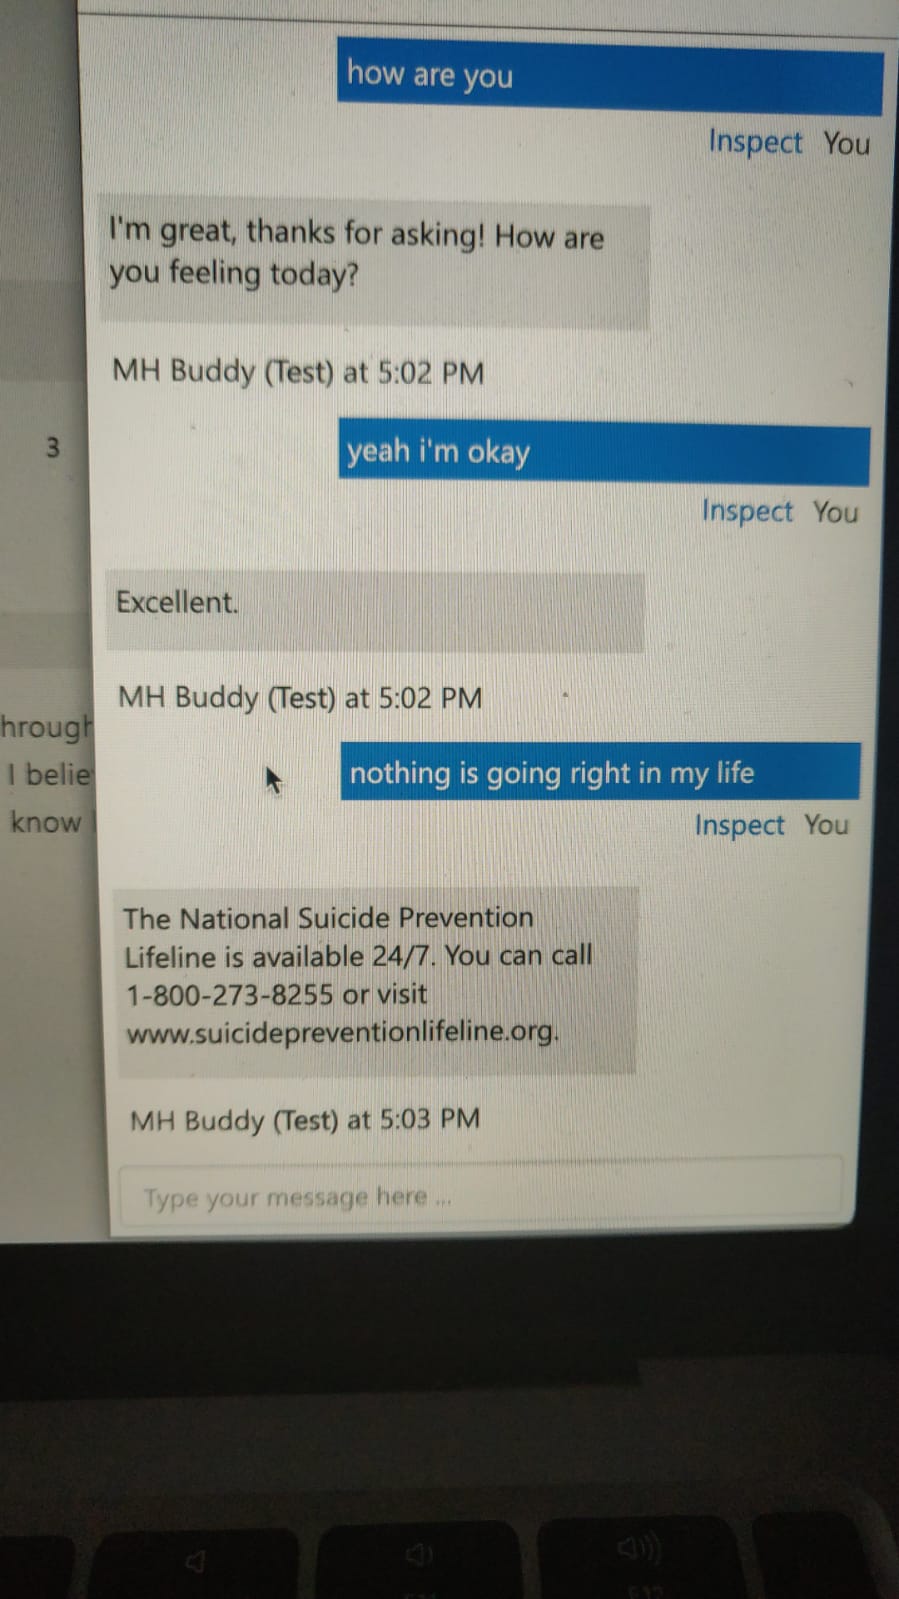 how are you
Inspect You
I'm great, thanks for asking! How are
you feeling today?
MH Buddy (Test) at 5:02 PM
3
yeah i'm okay
Inspect You
Excellent.
MH Buddy (Test) at 5:02 PM
hrough
I belie
know
nothing is going right in my life
Inspect You
The National Suicide Prevention
Lifeline is available 24/7. You can call
1-800-273-8255 or visit
www.suicidepreventionlifeline.org.
MH Buddy (Test) at 5:03 PM
Type your message here ...